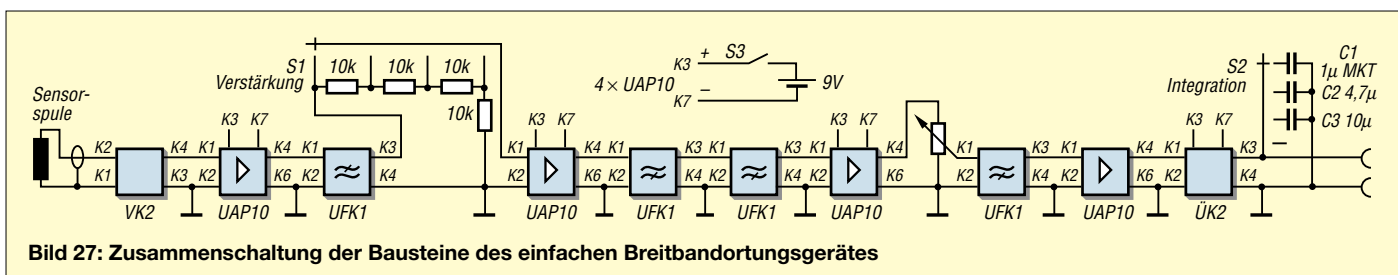 S1
Verstärkung
10k 10k 10k
10k
K3 + S3
4 × UAP10
K7 – 9V
S2
Integration
C1
1µ MKT
C2 4,7µ
C3 10µ
–
Sensor-
spule
K3 K7 K3 K7 K3 K7 K3 K7
K2 K4 K1 K4 K1 K3 K1 K4 K1 K3 K1 K3 K1 K4 K1 K3 K1 K4 K1 K3
K1 K3 K2 K6 K2 K4 K2 K6 K2 K4 K2 K4 K2 K6 K2 K4 K2 K6 K2 K4
VK2 UAP10 UFK1 UAP10 UFK1 UFK1 UAP10 UFK1 UAP10 ÜK2
Bild 27: Zusammenschaltung der Bausteine des einfachen Breitbandortungsgerätes